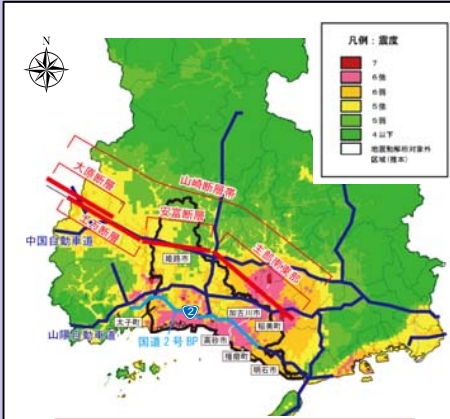 N
凡例：震度
7
6強
6弱
5強
5弱
4以下
地震動解析対象外
区域(推本)
大原断層
山崎断層帯
土万断層
安富断層
主部南東部
中国自動車道
姫路市
加古川市
稲美町
太子町
2
山陽自動車道
国道2号BP
高砂市
播磨町
明石市